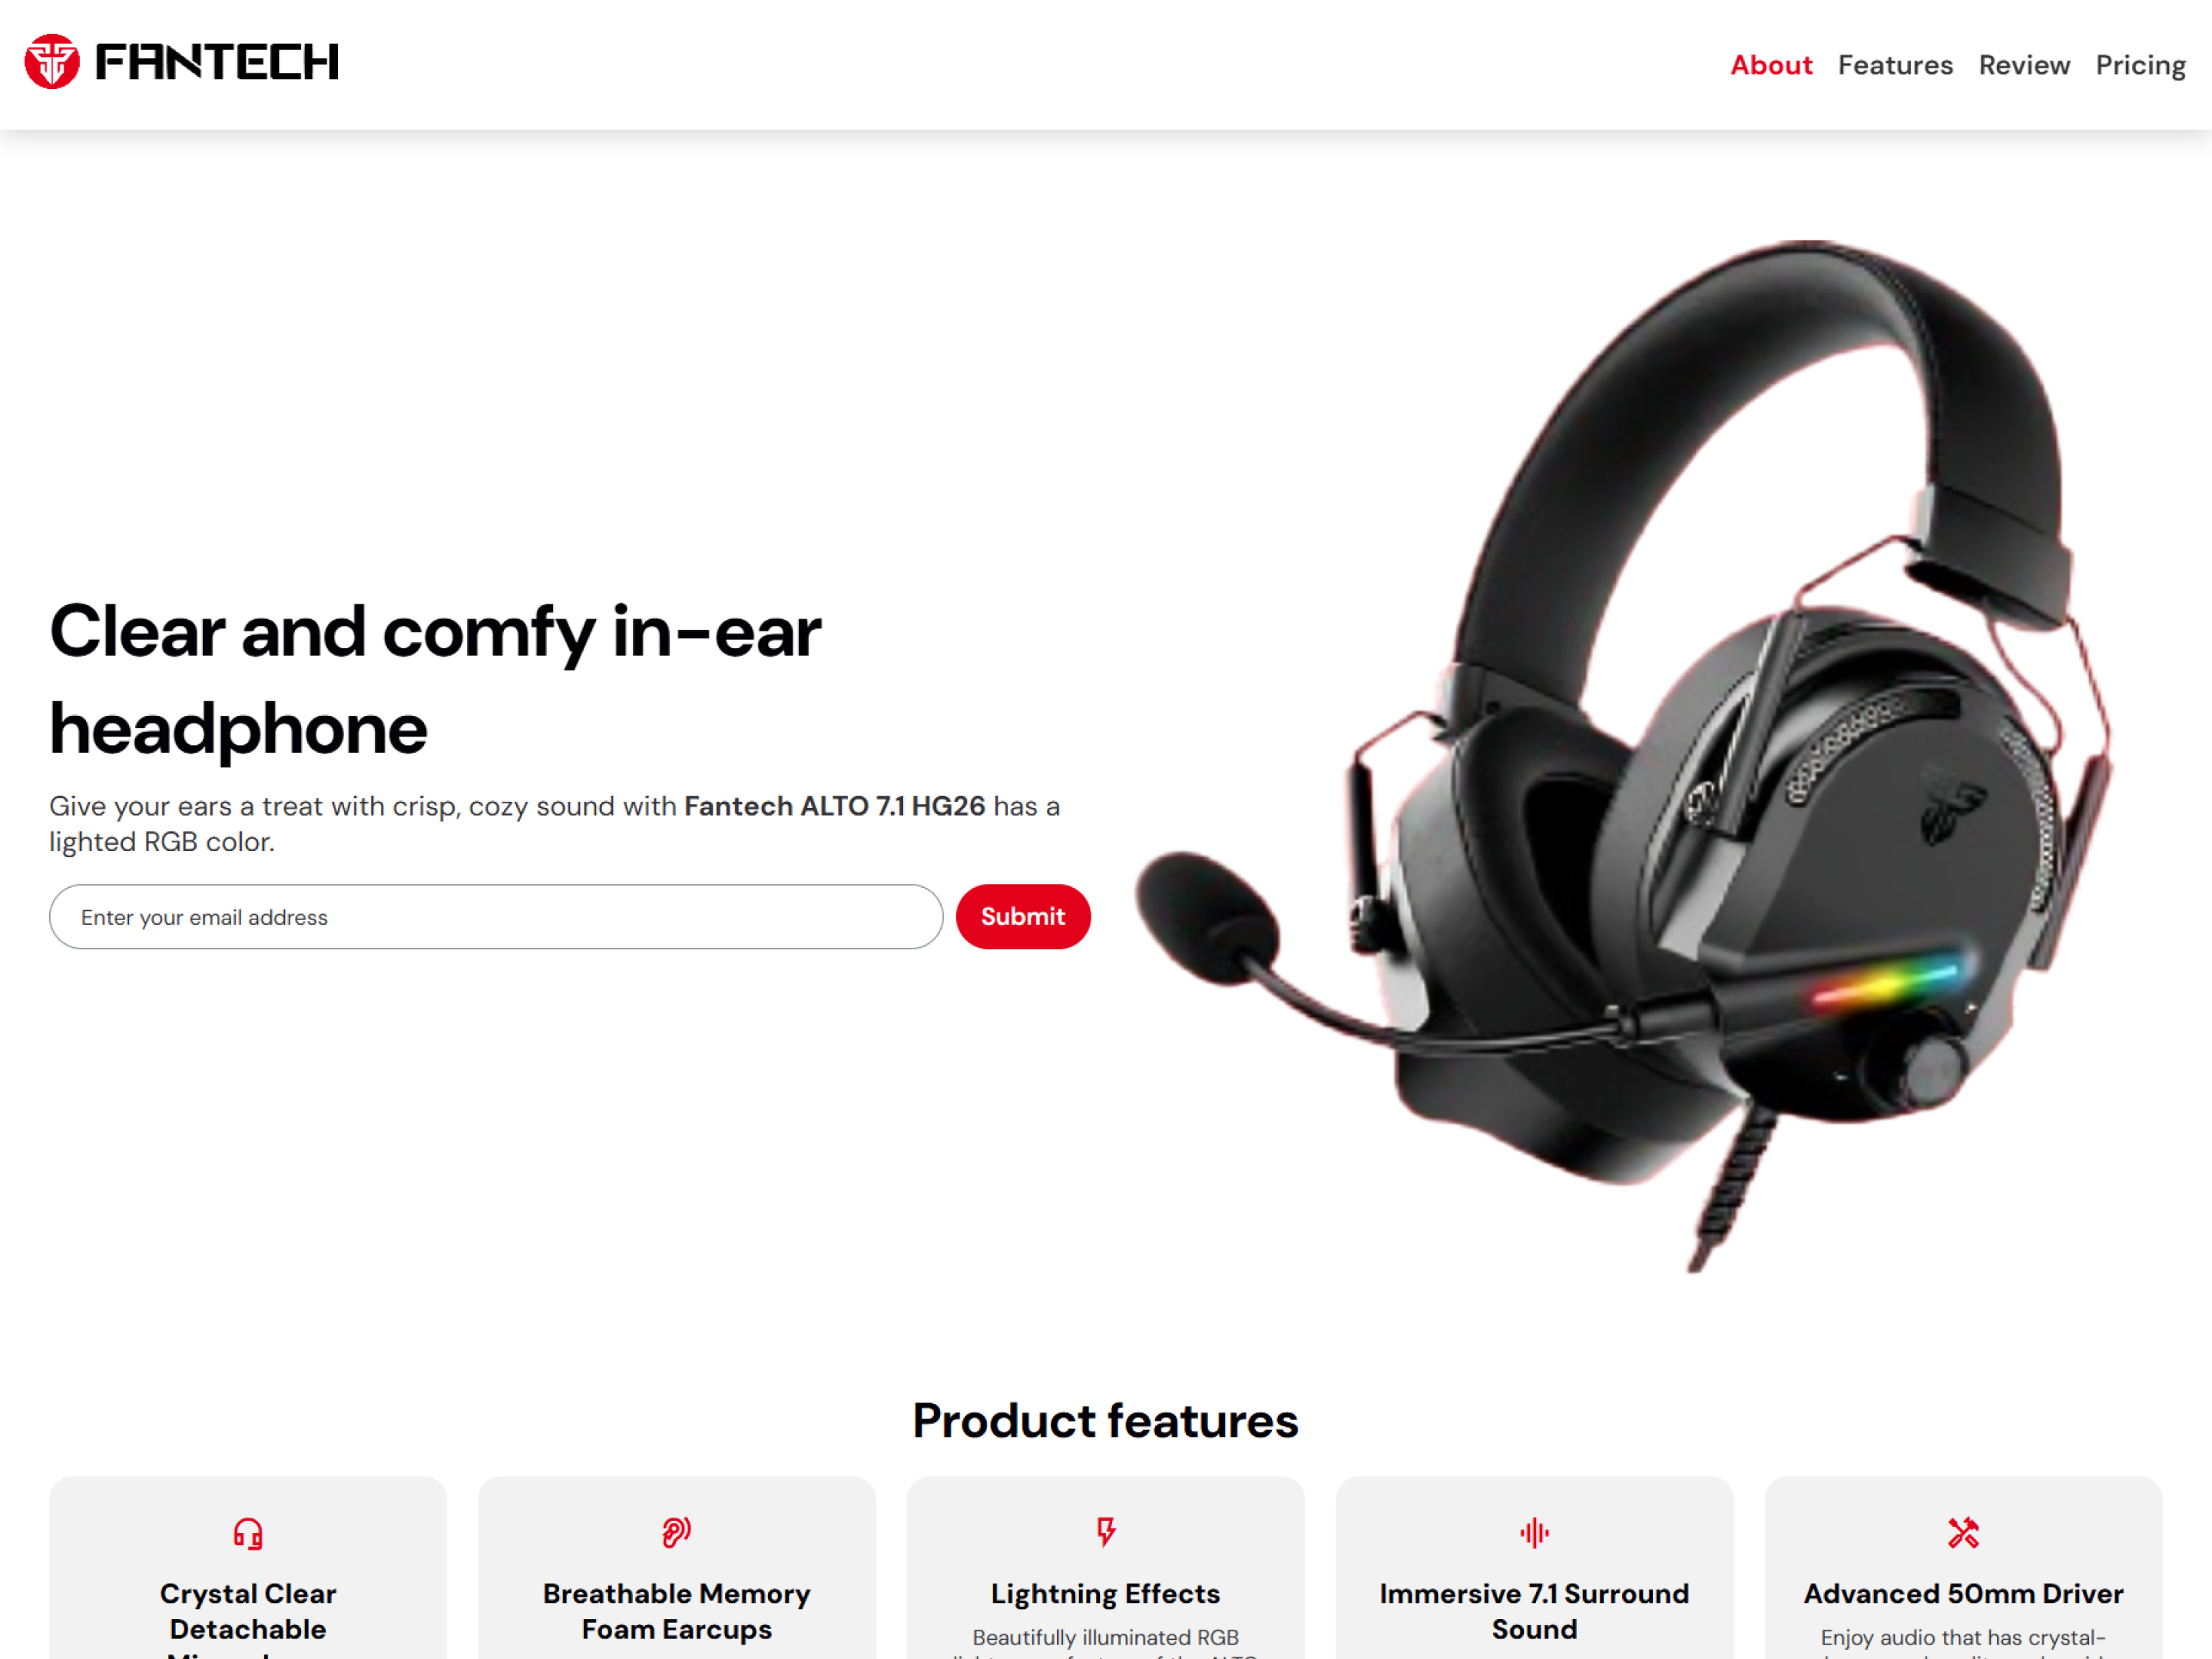 FANTECH
About Features Review Pricing
Clear and comfy in-ear
headphone
Give your ears a treat with crisp, cozy sound with Fantech ALTO 7.1 HG26 has a
lighted RGB color.
Enter your email address
Submit
Product features
Crystal Clear
Detachable
Breathable Memory
Foam Earcups
Lightning Effects
Beautifully illuminated RGB
Immersive 7.1 Surround
Sound
Advanced 50mm Driver
Enjoy audio that has crystal-